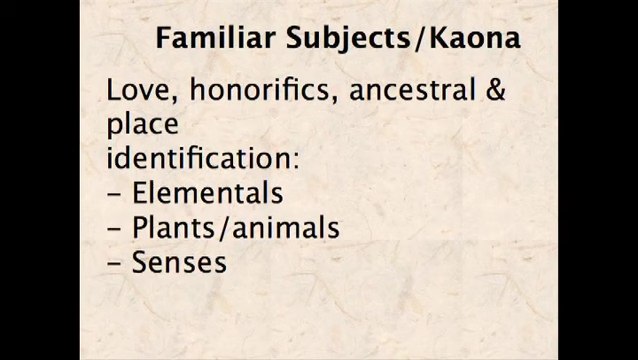 Familiar Subjects/Kaona
Love, honorifics, ancestral &
place
identification:
– Elementals
– Plants/animals
– Senses